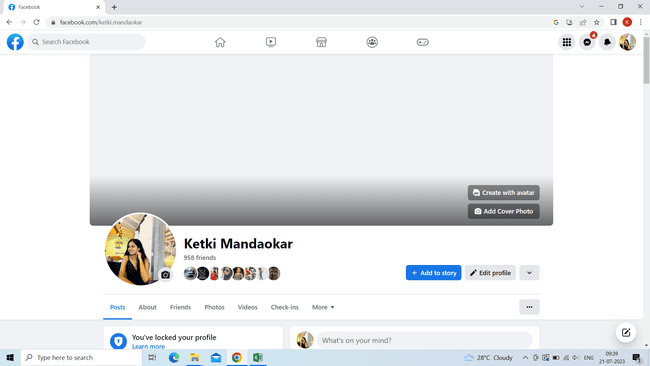 Facebook
facebook.com/ketki.mandaokar
K
Search Facebook
4
Create with avatar
Add Cover Photo
Ketki Mandaokar
958 friends
+ Add to story
Edit profile
Posts About Friends Photos Videos Check-ins More
You've locked your profile
Learn more
What's on your mind?
Type here to search
28°C Cloudy
ENG
09:39
21-07-2023
3